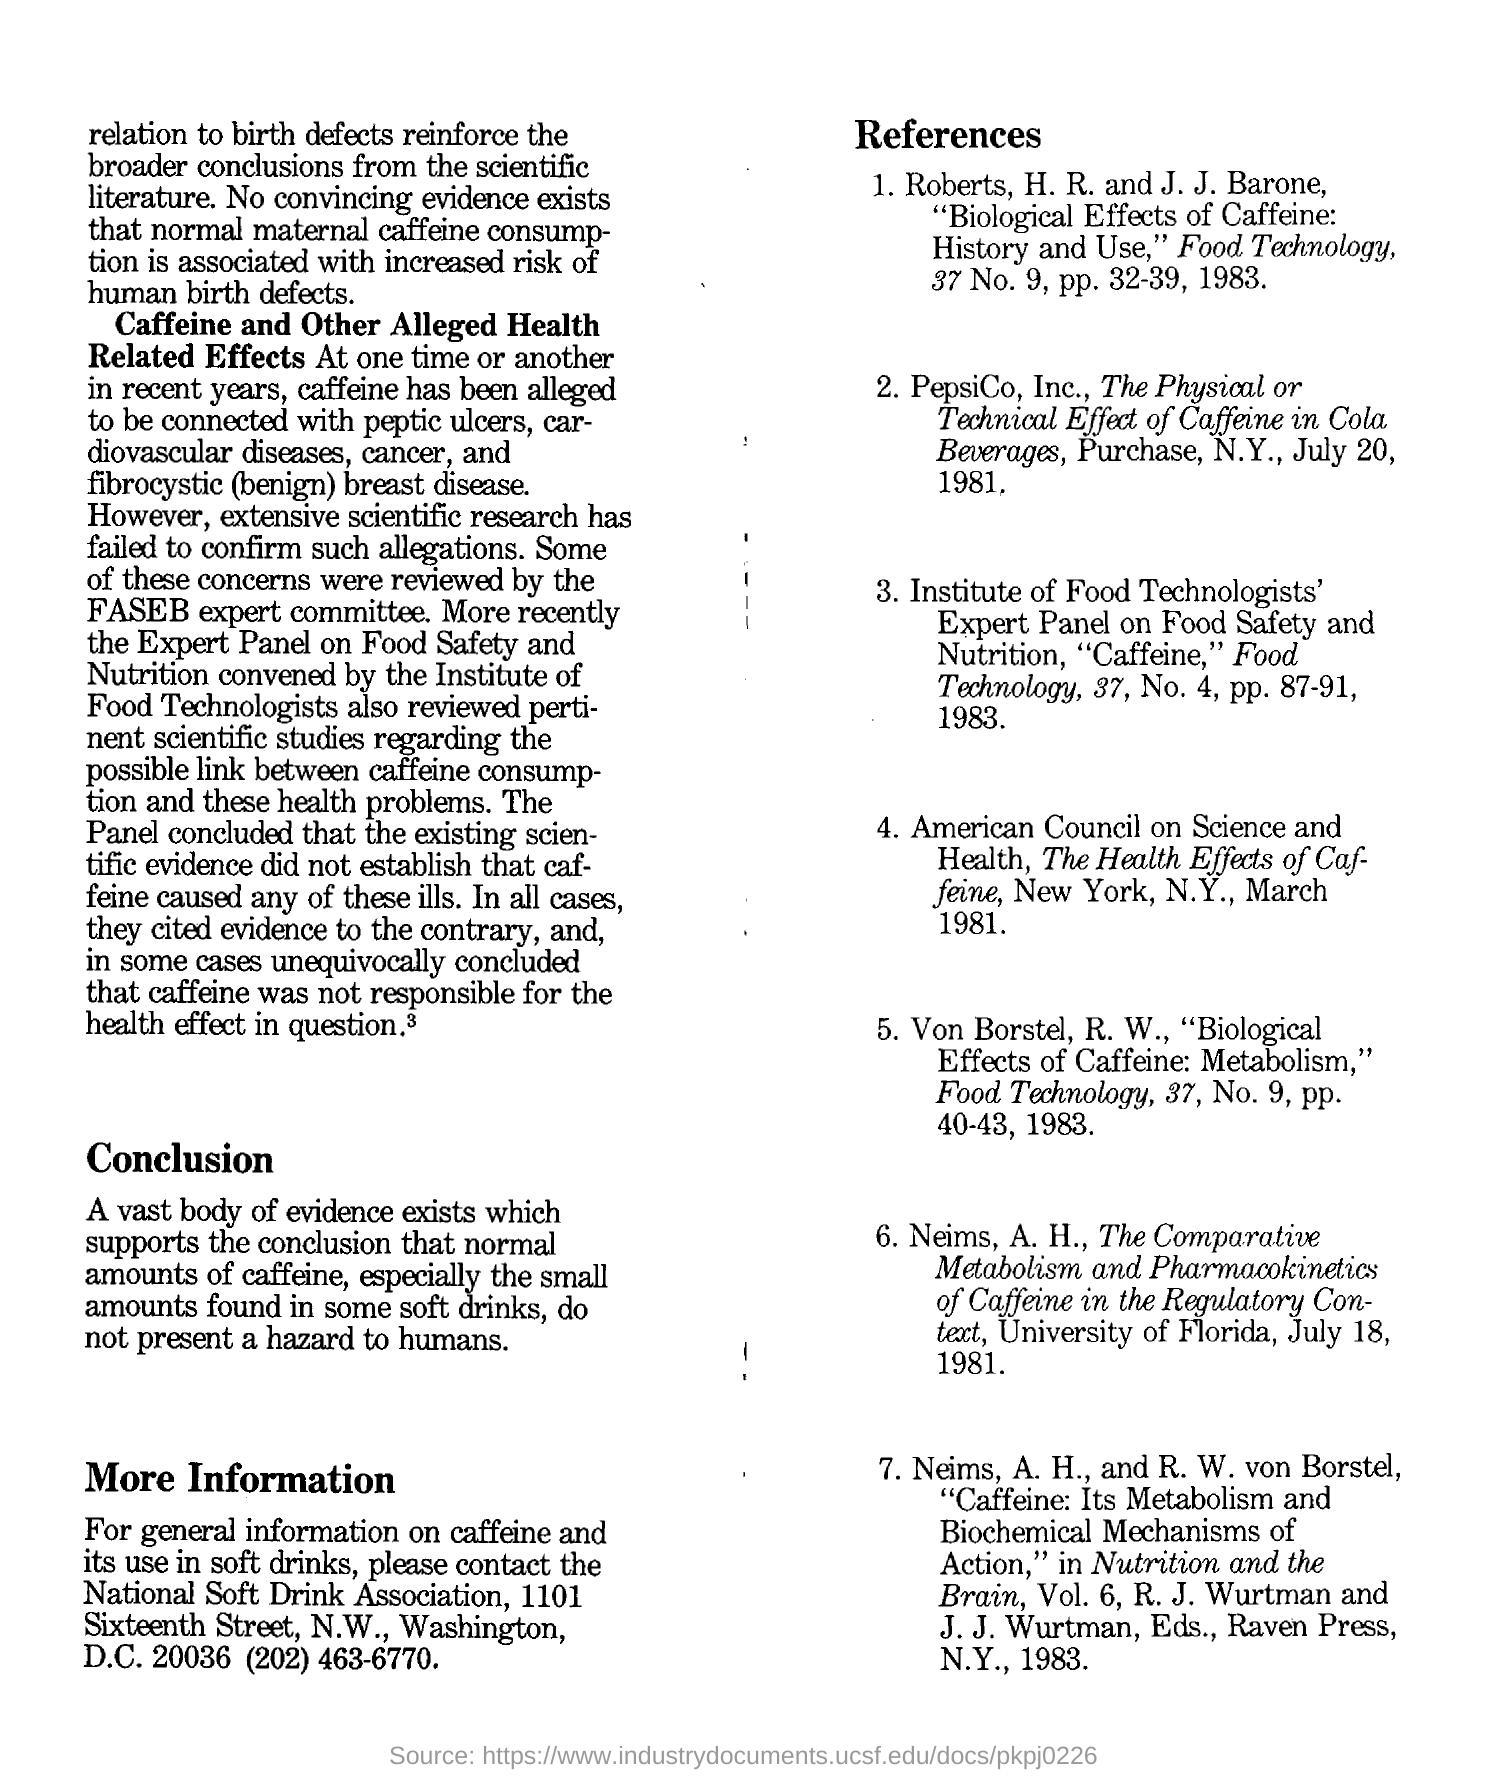 relation to birth defects reinforce the
broader conclusions from the scientific
literature. No convincing evidence exists
that normal maternal caffeine consump-
tion is associated with increased risk of
human birth defects.
Caffeine and Other Alleged Health
Related Effects At one time or another
in recent years, caffeine has been alleged
to be connected with peptic ulcers, car-
diovascular diseases, cancer, and
fibrocystic (benign) breast disease.
However, extensive scientific research has
failed to confirm such allegations. Some
of these concerns were reviewed by the
FASEB expert committee. More recently
the Expert Panel on Food Safety and
Nutrition convened by the Institute of
Food Technologists also reviewed perti-
nent scientific studies regarding the
possible link between caffeine consump-
tion and these health problems. The
Panel concluded that the existing scien-
tific evidence did not establish that caf-
feine caused any of these ills. In all cases,
they cited evidence to the contrary, and,
in some cases unequivocally concluded
that caffeine was not responsible for the
health effect in question.³
Conclusion
A vast body of evidence exists which
supports the conclusion that normal
amounts of caffeine, especially the small
amounts found in some soft drinks, do
not present a hazard to humans.
More Information
For general information on caffeine and
its use in soft drinks, please contact the
National Soft Drink Association, 1101
Sixteenth Street, N.W., Washington,
D.C. 20036 (202) 463-6770.
References
1. Roberts, H. R. and J. J. Barone,
“Biological Effects of Caffeine:
History and Use,” Food Technology,
37 No. 9, pp. 32-39, 1983.
2. PepsiCo, Inc., The Physical or
Technical Effect of Caffeine in Cola
Beverages, Purchase, N.Y., July 20,
1981.
3. Institute of Food Technologists’
Expert Panel on Food Safety and
Nutrition, “Caffeine,” Food
Technology, 37, No. 4, pp. 87-91,
1983.
4. American Council on Science and
Health, The Health Effects of Caf-
feine, New York, N.Y., March
1981.
5. Von Borstel, R. W., “Biological
Effects of Caffeine: Metabolism,”
Food Technology, 37, No. 9, pp.
40-43, 1983.
6. Neims, A. H., The Comparative
Metabolism and Pharmacokinetics
of Caffeine in the Regulatory Con-
text, University of Florida, July 18,
1981.
7. Neims, A. H., and R. W. von Borstel,
“Caffeine: Its Metabolism and
Biochemical Mechanisms of
Action,” in Nutrition and the
Brain, Vol. 6, R. J. Wurtman and
J. J. Wurtman, Eds., Raven Press,
N.Y., 1983.
Source: https://www.industrydocuments.ucsf.edu/docs/pkpj0226